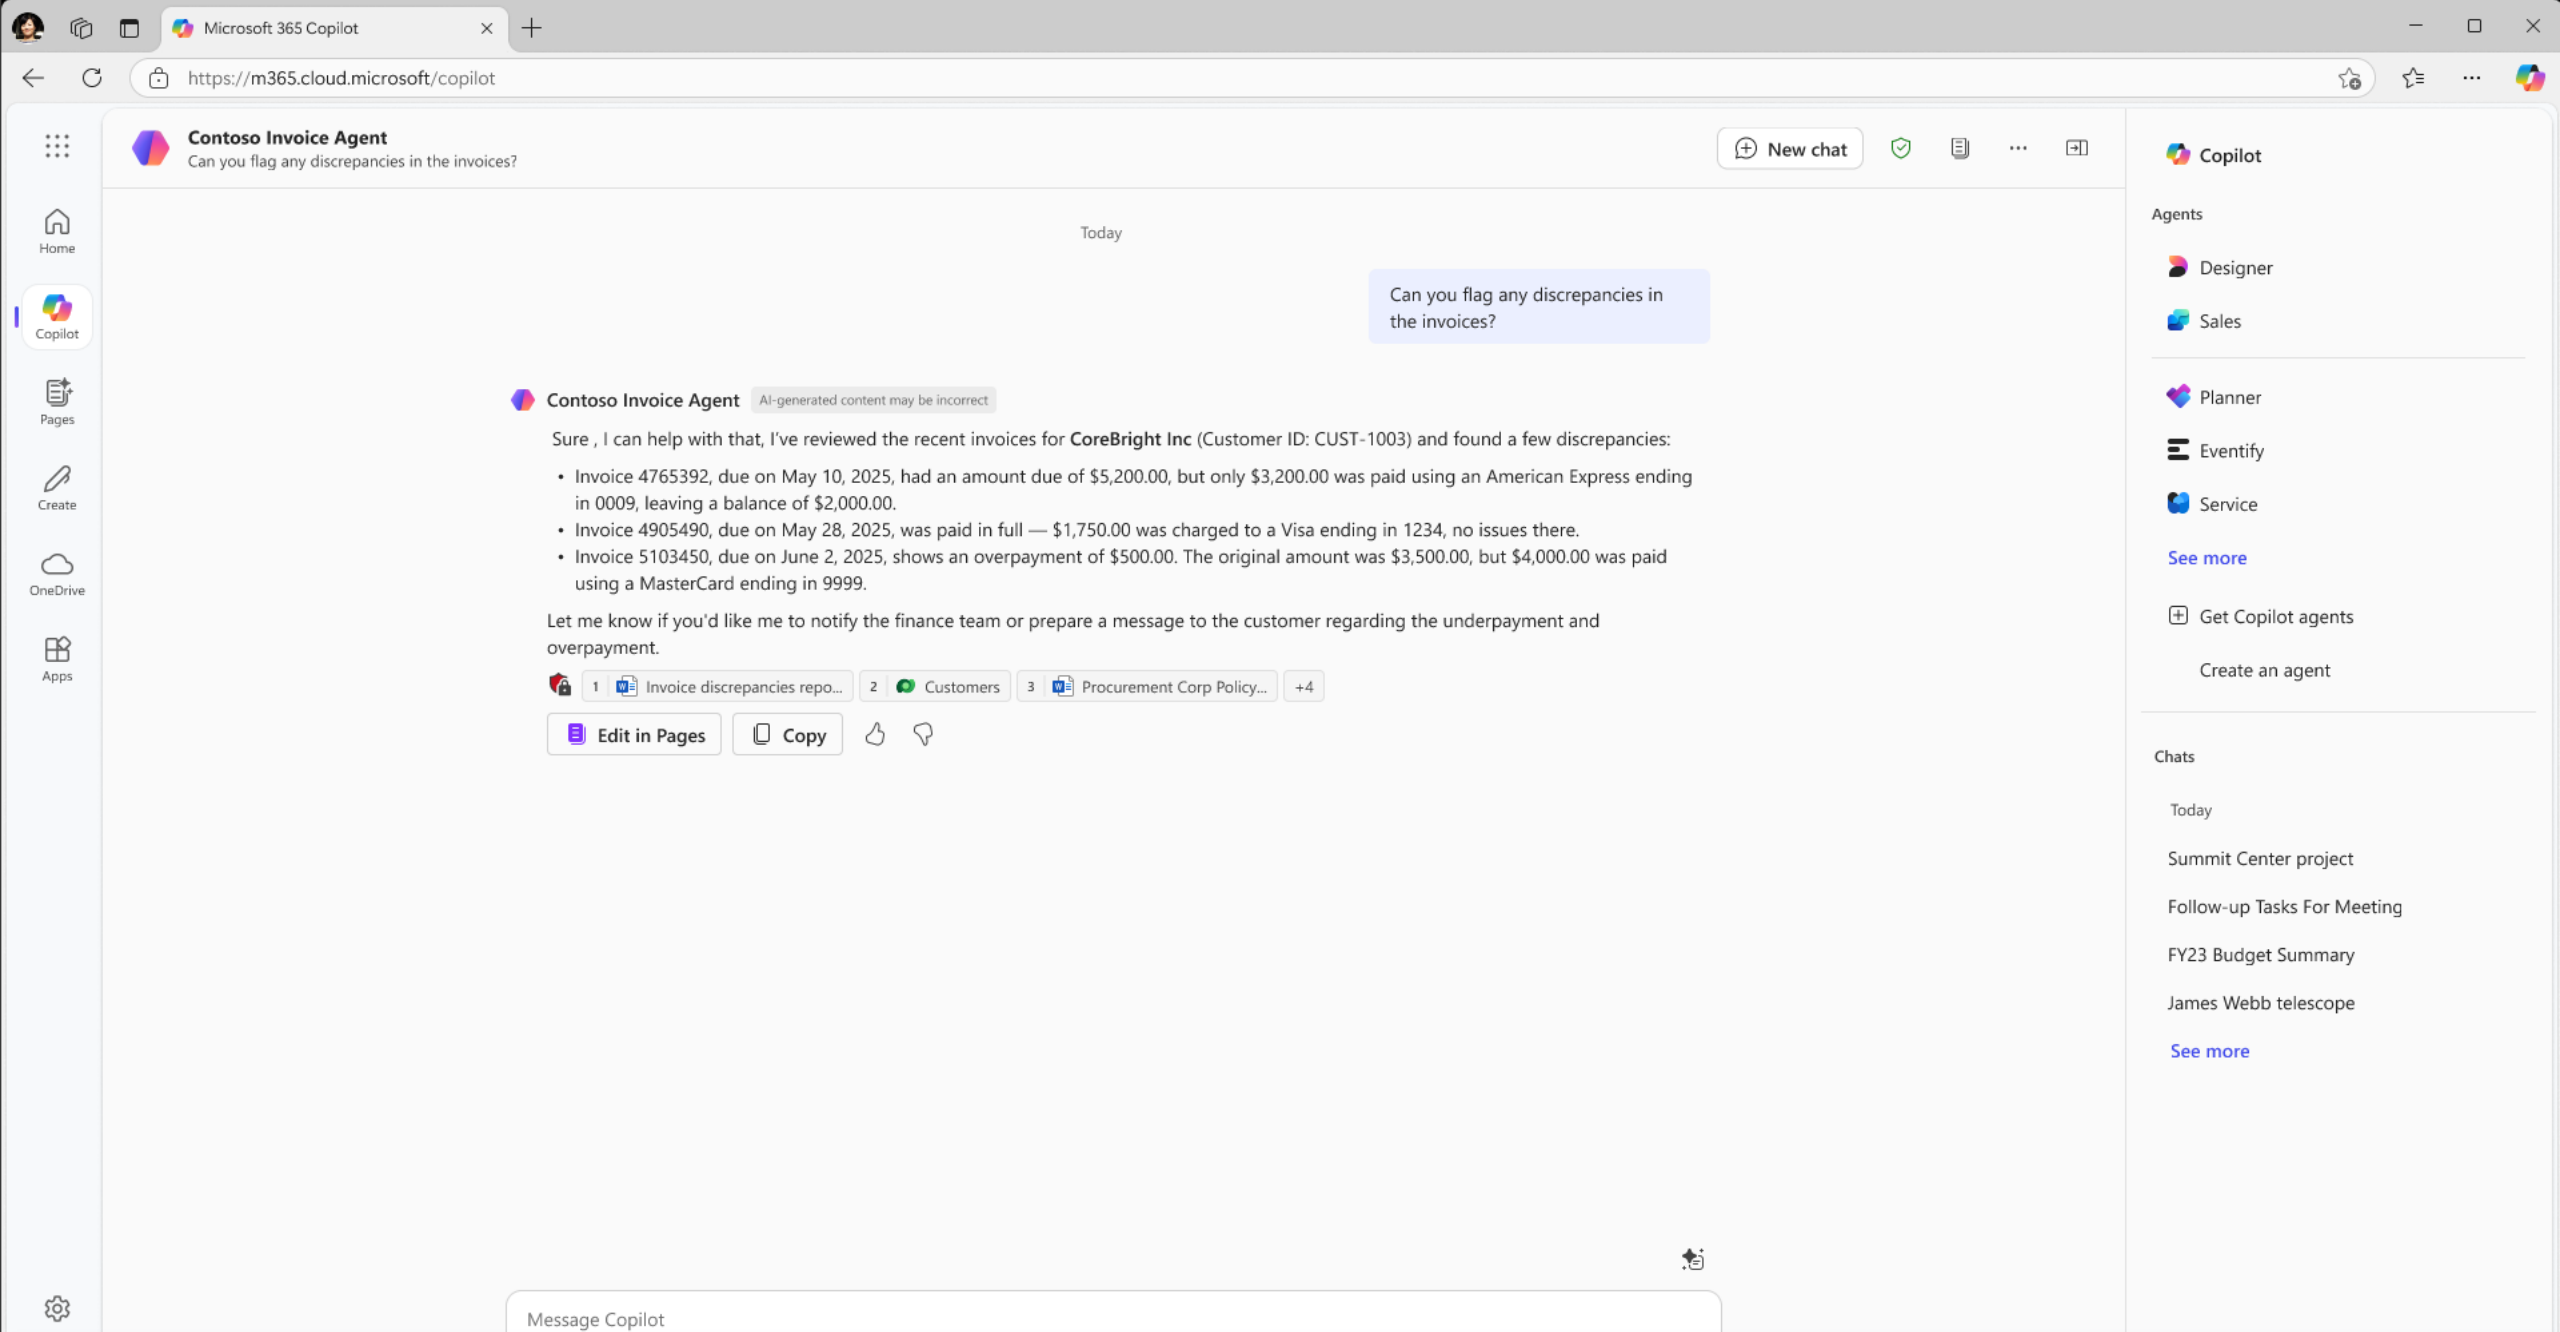 Microsoft 365 Copilot
https://m365.cloud.microsoft/copilot
Contoso Invoice Agent
Can you flag any discrepancies in the invoices?
New chat
Home
Copilot
Pages
Create
OneDrive
Apps
Today
Can you flag any discrepancies in
the invoices?
Contoso Invoice Agent AI-generated content may be incorrect
Sure , I can help with that, I've reviewed the recent invoices for CoreBright Inc (Customer ID: CUST-1003) and found a few discrepancies:
• Invoice 4765392, due on May 10, 2025, had an amount due of $5,200.00, but only $3,200.00 was paid using an American Express ending
in 0009, leaving a balance of $2,000.00.
• Invoice 4905490, due on May 28, 2025, was paid in full — $1,750.00 was charged to a Visa ending in 1234, no issues there.
• Invoice 5103450, due on June 2, 2025, shows an overpayment of $500.00. The original amount was $3,500.00, but $4,000.00 was paid
using a MasterCard ending in 9999.
Let me know if you'd like me to notify the finance team or prepare a message to the customer regarding the underpayment and
overpayment.
1 Invoice discrepancies repo... 2 Customers 3 Procurement Corp Policy... +4
Edit in Pages Copy
Message Copilot
Copilot
Agents
Designer
Sales
Planner
Eventify
Service
See more
Get Copilot agents
Create an agent
Chats
Today
Summit Center project
Follow-up Tasks For Meeting
FY23 Budget Summary
James Webb telescope
See more